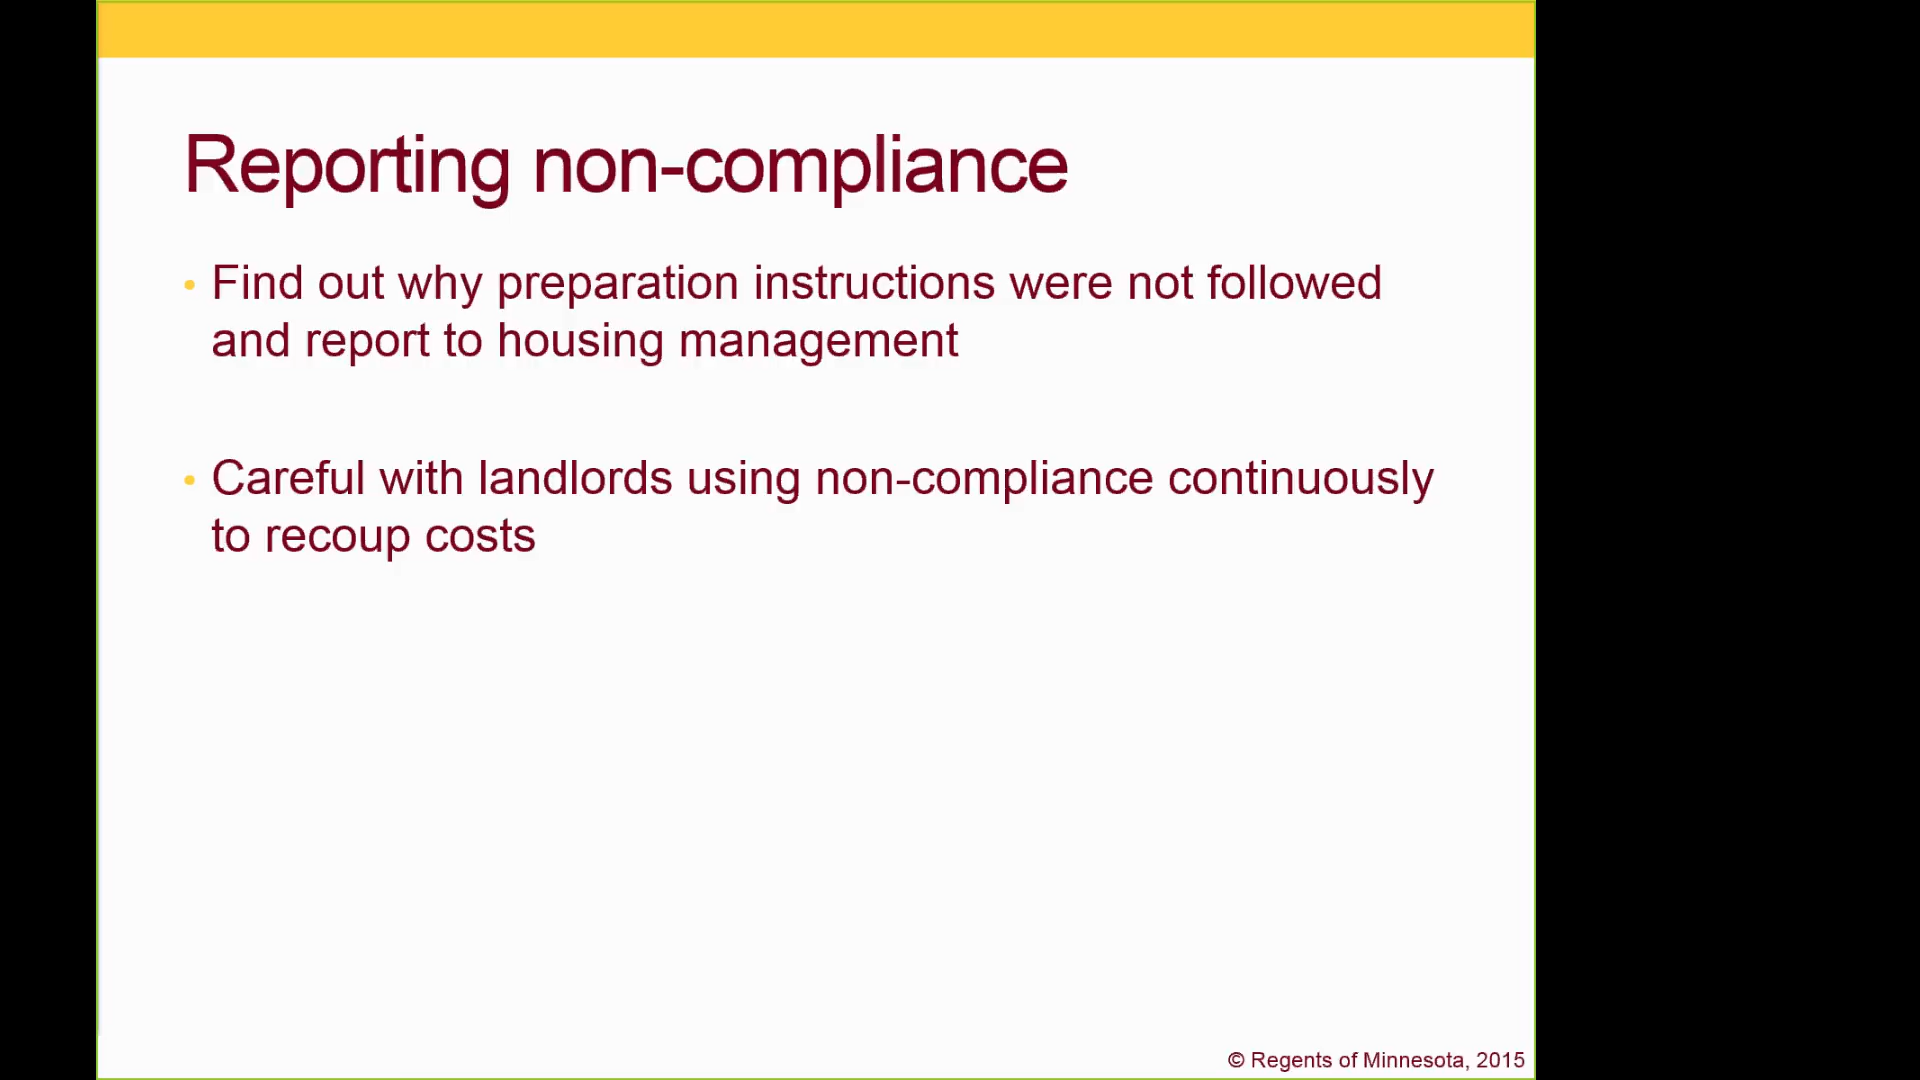 Reporting non-compliance
• Find out why preparation instructions were not followed
and report to housing management
• Careful with landlords using non-compliance continuously
to recoup costs
© Regents of Minnesota, 2015